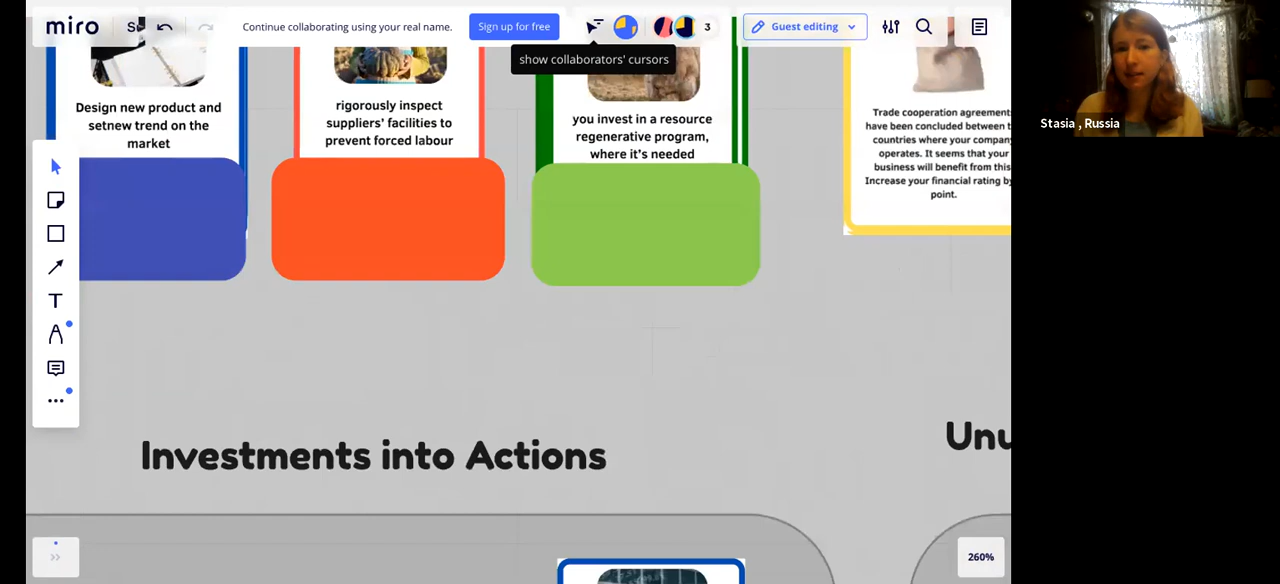 miro
Continue collaborating using your real name.
Sign up for free
3
Guest editing
show collaborators' cursors
Design new product and
setnew trend on the
market
rigorously inspect
suppliers' facilities to
prevent forced labour
you invest in a resource
regenerative program,
where it's needed
Trade cooperation agreements
have been concluded between
countries where your company
operates. It seems that your
business will benefit from this
Increase your financial rating by
point.
Stasia , Russia
T
Investments into Actions
260%